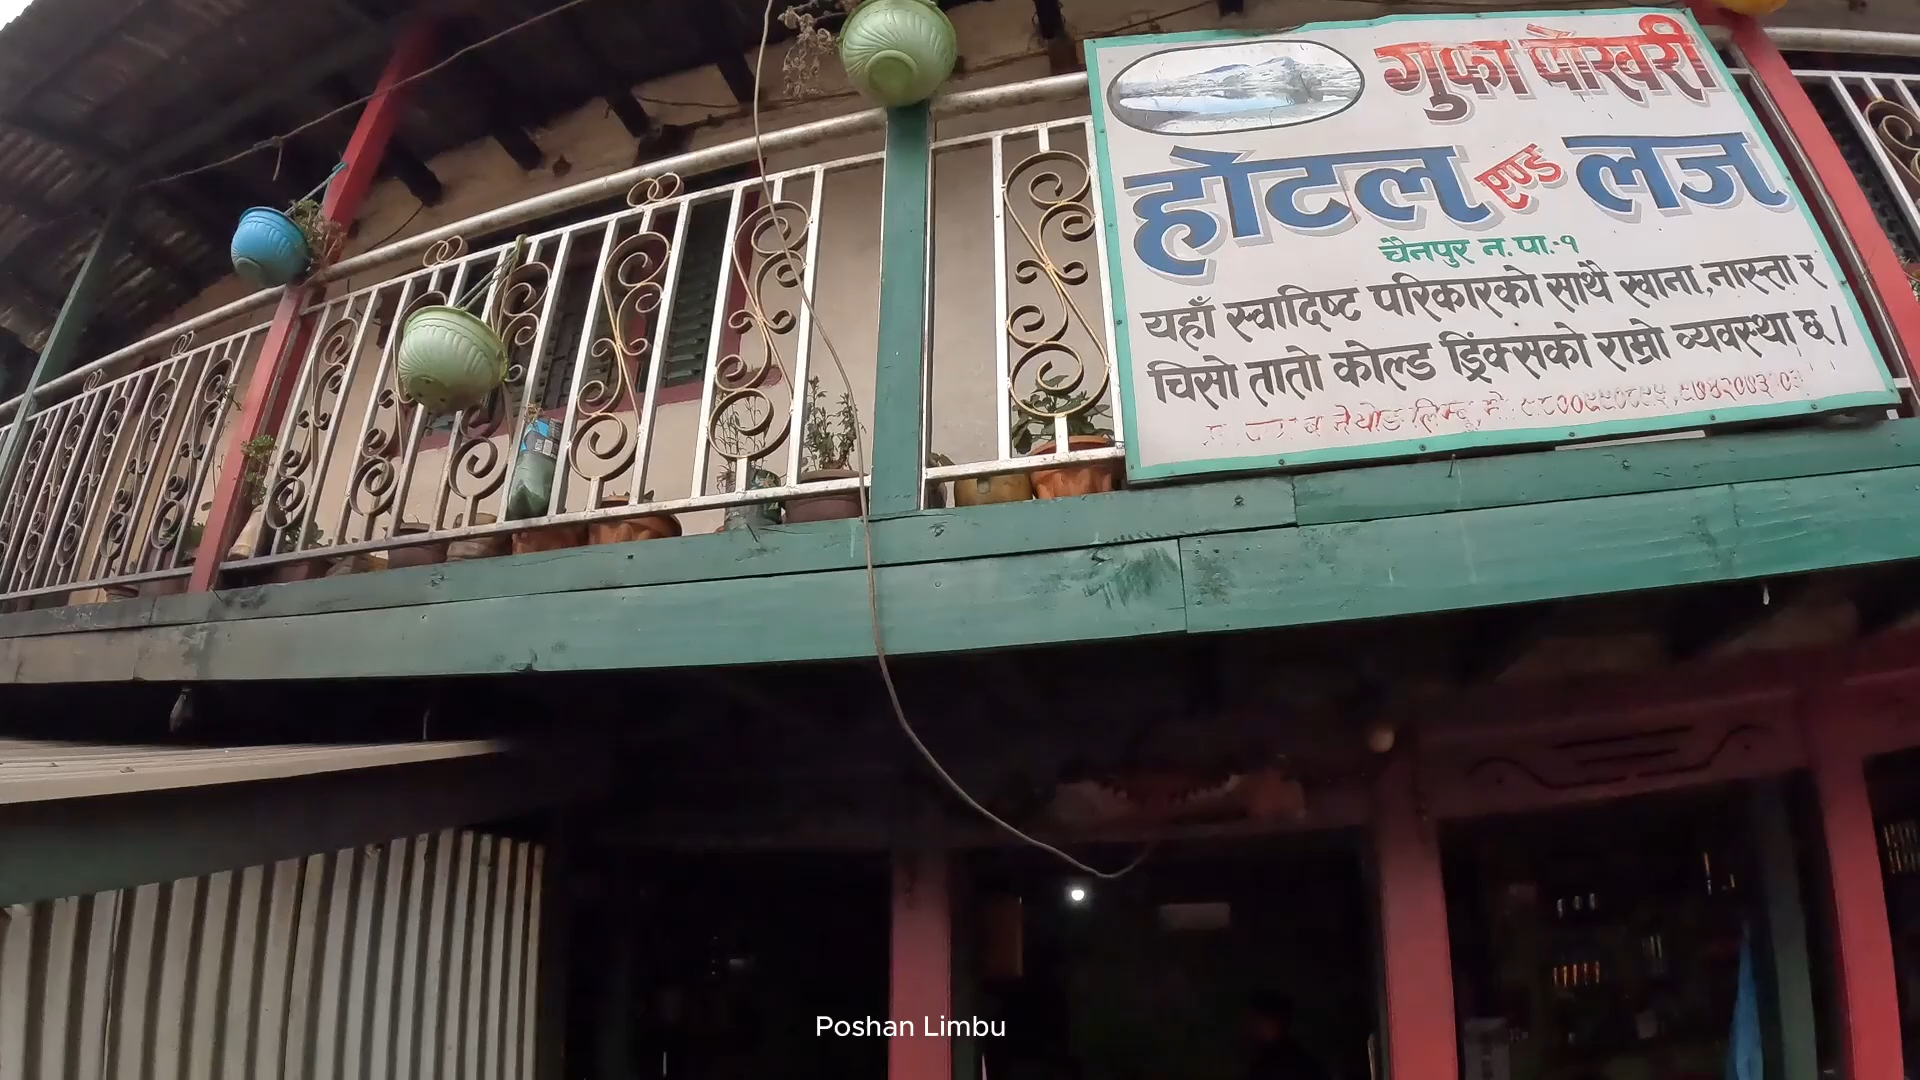 गुफा पोखरी
होटल एण्ड लज
चैनपुर न. पा.-१
यहाँ स्वादिष्ट परिकारको साथै खाना, नास्ता र
चिसो तातो कोल्ड ड्रिंक्सको राम्रो व्यवस्था छ ।
लिम्बु मो.
Poshan Limbu